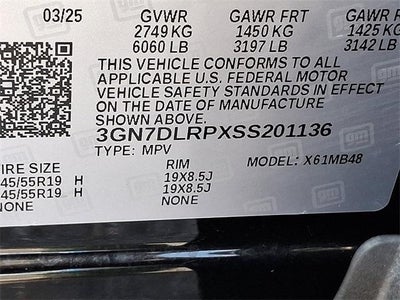 03/25 GVWR GAWR FRT GAWR R
2749 KG 1450 KG 1425 KG
6060 LB 3197 LB 3142 LB
THIS VEHICLE CONFORMS TO ALL
APPLICABLE U.S. FEDERAL MOTOR
VEHICLE SAFETY STANDARDS IN EFFECT
ON THE DATE OF MANUFACTURE
SHOWN ABOVE.
3GN7DLRPXSS201136
TYPE: MPV MODEL: X61MB48
IRE SIZE RIM
45/55R19 H 19X8.5J
45/55R19 H 19X8.5J
NONE NONE